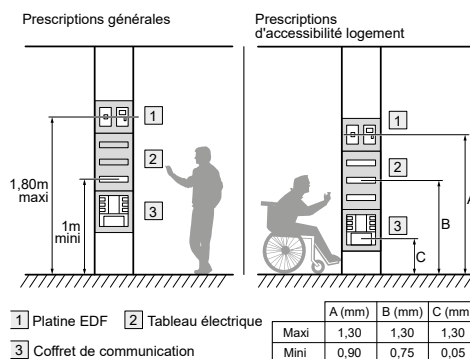 Prescriptions générales
Prescriptions
d'accessibilité logement
1
2
3
1,80m
maxi
1m
mini
1
2
3
A
B
C
1 Platine EDF 2 Tableau électrique
3 Coffret de communication
A (mm) B (mm) C (mm)
Maxi 1,30 1,30 1,30
Mini 0,90 0,75 0,05